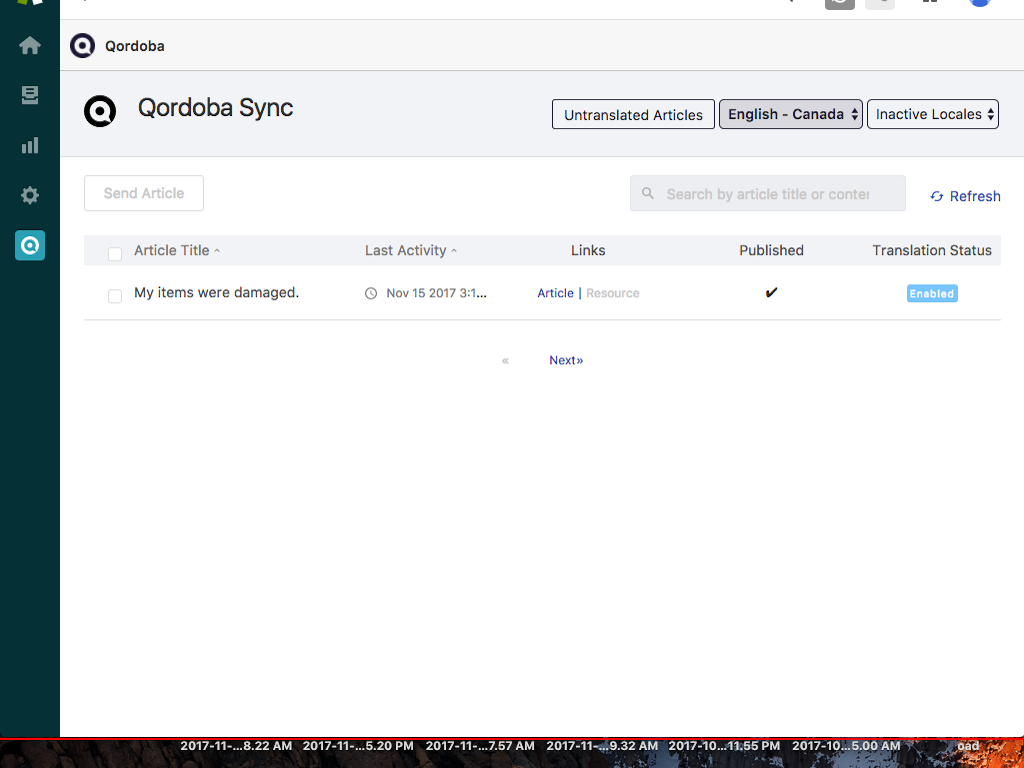 Qordoba
Qordoba Sync
Untranslated Articles English - Canada Inactive Locales
Send Article Search by article title or conter Refresh
Article Title Last Activity Links Published Translation Status
My items were damaged. Nov 15 2017 3:1... Article | Resource ✔ Enabled
« Next»
2017-11-...8.22 AM 2017-11-...5.20 PM 2017-11-...7.57 AM 2017-11-...9.32 AM 2017-10...11.55 PM 2017-10...5.00 AM oad